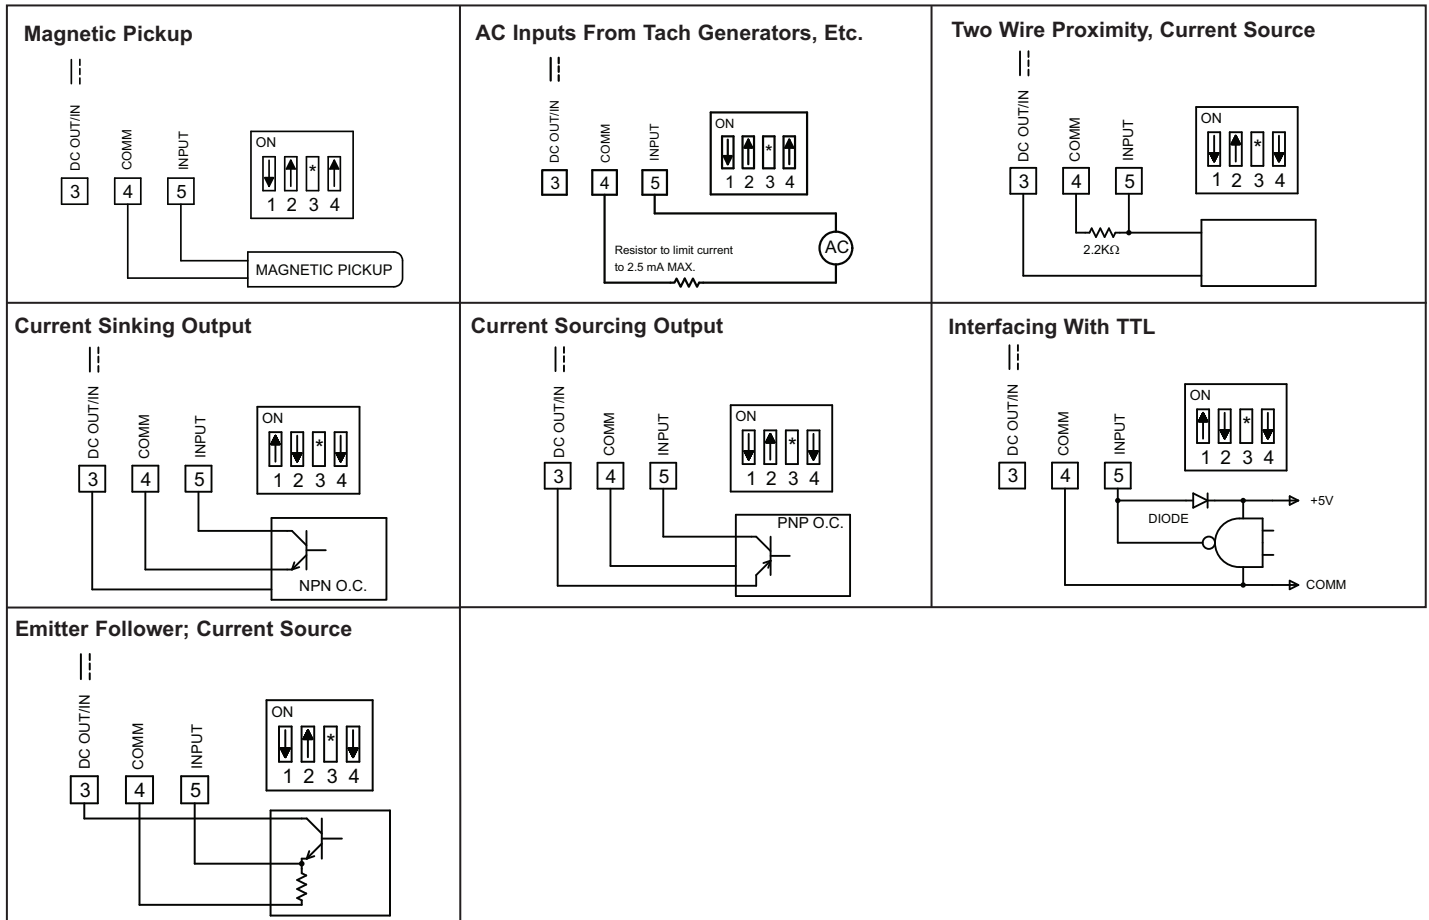 Magnetic Pickup
DC OUT/IN
COMM
INPUT
3
4
5
ON
*
1 2 3 4
MAGNETIC PICKUP
AC Inputs From Tach Generators, Etc.
DC OUT/IN
COMM
INPUT
3
4
5
ON
*
1 2 3 4
Resistor to limit current
to 2.5 mA MAX.
AC
Two Wire Proximity, Current Source
DC OUT/IN
COMM
INPUT
3
4
5
ON
*
1 2 3 4
2.2KΩ
Current Sinking Output
DC OUT/IN
COMM
INPUT
3
4
5
ON
*
1 2 3 4
NPN O.C.
Current Sourcing Output
DC OUT/IN
COMM
INPUT
3
4
5
ON
*
1 2 3 4
PNP O.C.
Interfacing With TTL
DC OUT/IN
COMM
INPUT
3
4
5
ON
*
1 2 3 4
DIODE
+5V
COMM
Emitter Follower; Current Source
DC OUT/IN
COMM
INPUT
3
4
5
ON
*
1 2 3 4